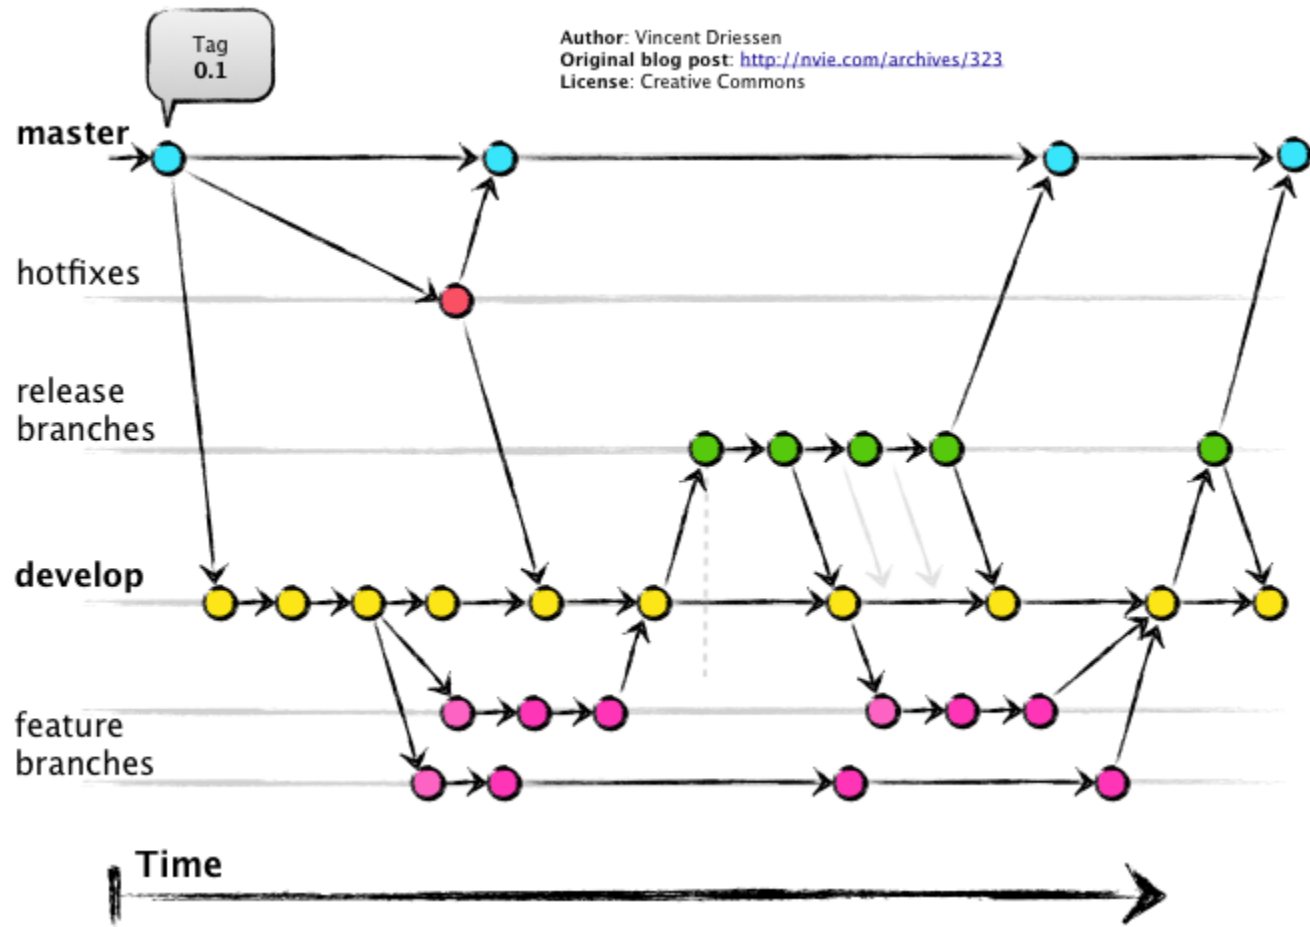 Tag
0.1
Author: Vincent Driessen
Original blog post: http://nvie.com/archives/323
License: Creative Commons
master
hotfixes
release
branches
develop
feature
branches
Time